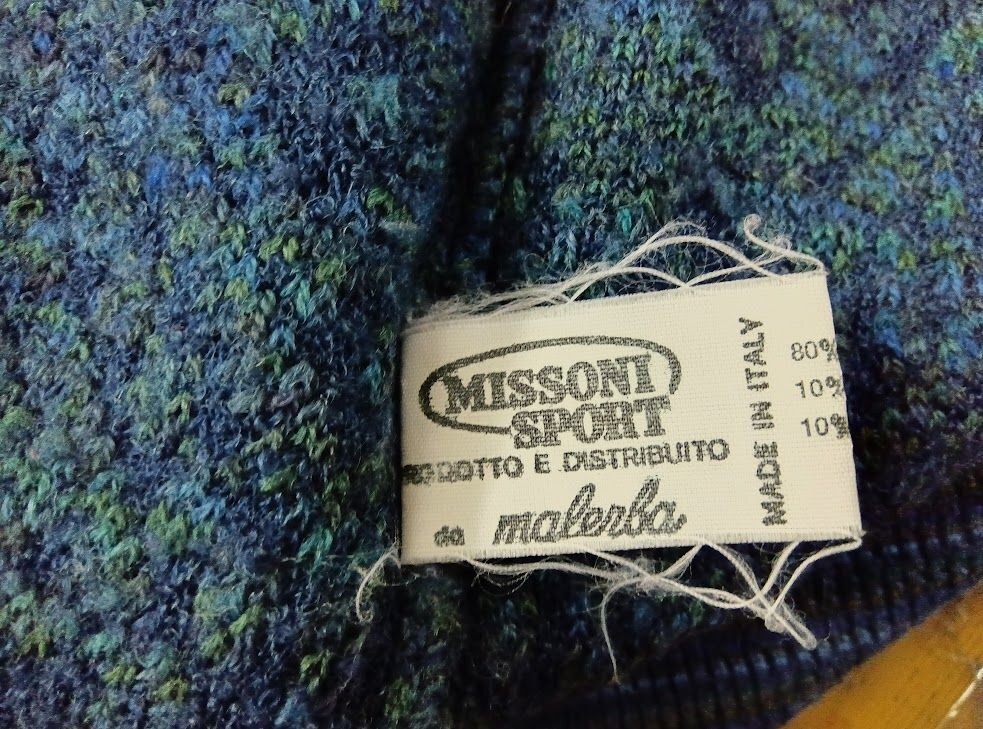 MISSONI
SPORT
E DISTRIBUITO
da malerba
MADE IN ITALY
80%
10%
10%